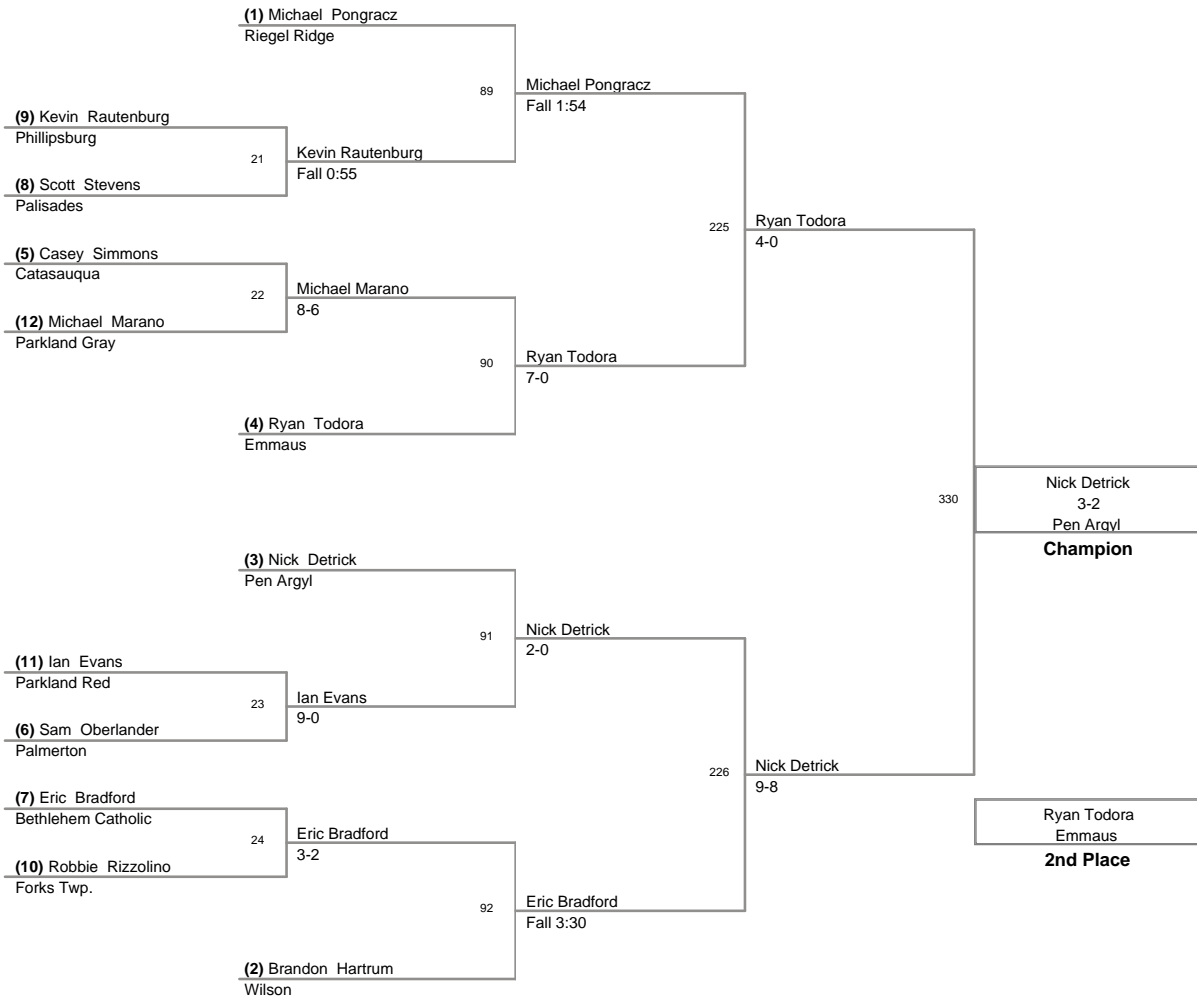 (1) Michael Pongracz
Riegel Ridge
89
Michael Pongracz
Fall 1:54
(9) Kevin Rautenburg
Phillipsburg
21
Kevin Rautenburg
Fall 0:55
(8) Scott Stevens
Palisades
225
Ryan Todora
4-0
(5) Casey Simmons
Catasauqua
22
Michael Marano
8-6
(12) Michael Marano
Parkland Gray
90
Ryan Todora
7-0
(4) Ryan Todora
Emmaus
330
Nick Detrick
3-2
Pen Argyl
Champion
(3) Nick Detrick
Pen Argyl
91
Nick Detrick
2-0
(11) Ian Evans
Parkland Red
23
Ian Evans
9-0
(6) Sam Oberlander
Palmerton
226
Nick Detrick
9-8
(7) Eric Bradford
Bethlehem Catholic
24
Eric Bradford
3-2
(10) Robbie Rizzolino
Forks Twp.
Ryan Todora
Emmaus
2nd Place
92
Eric Bradford
Fall 3:30
(2) Brandon Hartrum
Wilson